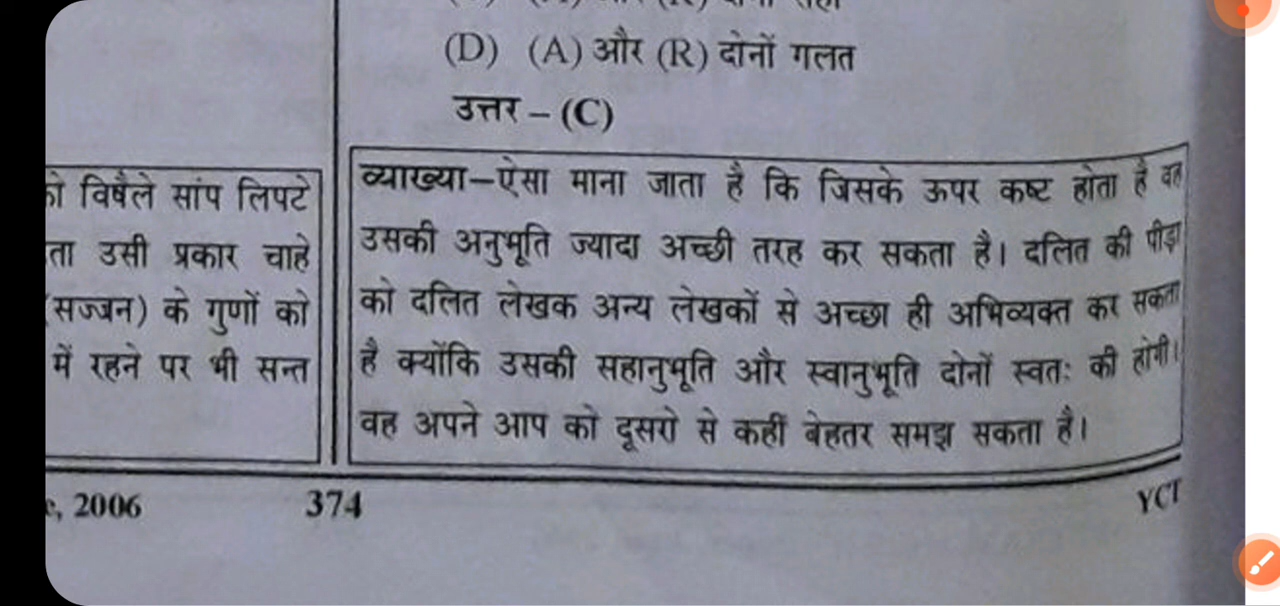 (D) (A) और (R) दोनों गलत
उत्तर – (C)
व्याख्या–ऐसा माना जाता है कि जिसके ऊपर कष्ट होता है वह
उसकी अनुभूति ज्यादा अच्छी तरह कर सकता है। दलित की पीड़ा
को दलित लेखक अन्य लेखकों से अच्छा ही अभिव्यक्त कर सकता
है क्योंकि उसकी सहानुभूति और स्वानुभूति दोनों स्वतः की होगी।
वह अपने आप को दूसरो से कहीं बेहतर समझ सकता है।
विषैले सांप लिपटे
उसी प्रकार चाहे
(सज्जन) के गुणों को
में रहने पर भी सन्त
2006
374
YCT